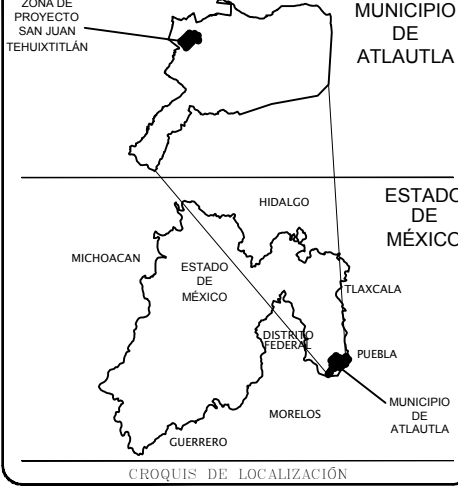 ZONA DE
PROYECTO
SAN JUAN
TEHUIXTITLÁN
MUNICIPIO
DE
ATLAUTLA
ESTADO
DE
MÉXICO
HIDALGO
MICHOACAN
ESTADO
DE
MÉXICO
TLAXCALA
DISTRITO
FEDERAL
PUEBLA
MORELOS
MUNICIPIO
DE
ATLAUTLA
GUERRERO
CROQUIS DE LOCALIZACIÓN